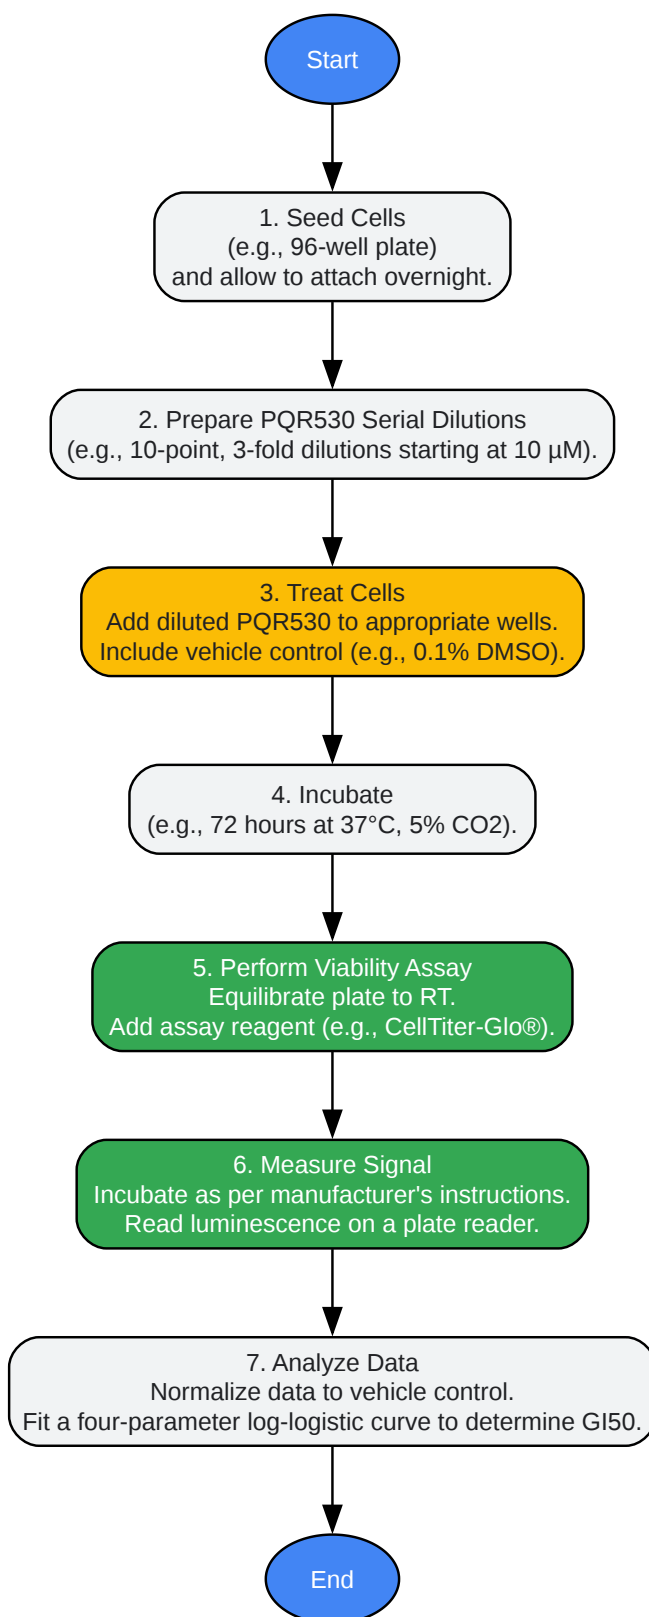 Start
1. Seed Cells
(e.g., 96-well plate)
and allow to attach overnight.
2. Prepare PQR530 Serial Dilutions
(e.g., 10-point, 3-fold dilutions starting at 10 µM).
3. Treat Cells
Add diluted PQR530 to appropriate wells.
Include vehicle control (e.g., 0.1% DMSO).
4. Incubate
(e.g., 72 hours at 37°C, 5% CO2).
5. Perform Viability Assay
Equilibrate plate to RT.
Add assay reagent (e.g., CellTiter-Glo®).
6. Measure Signal
Incubate as per manufacturer's instructions.
Read luminescence on a plate reader.
7. Analyze Data
Normalize data to vehicle control.
Fit a four-parameter log-logistic curve to determine GI50.
End